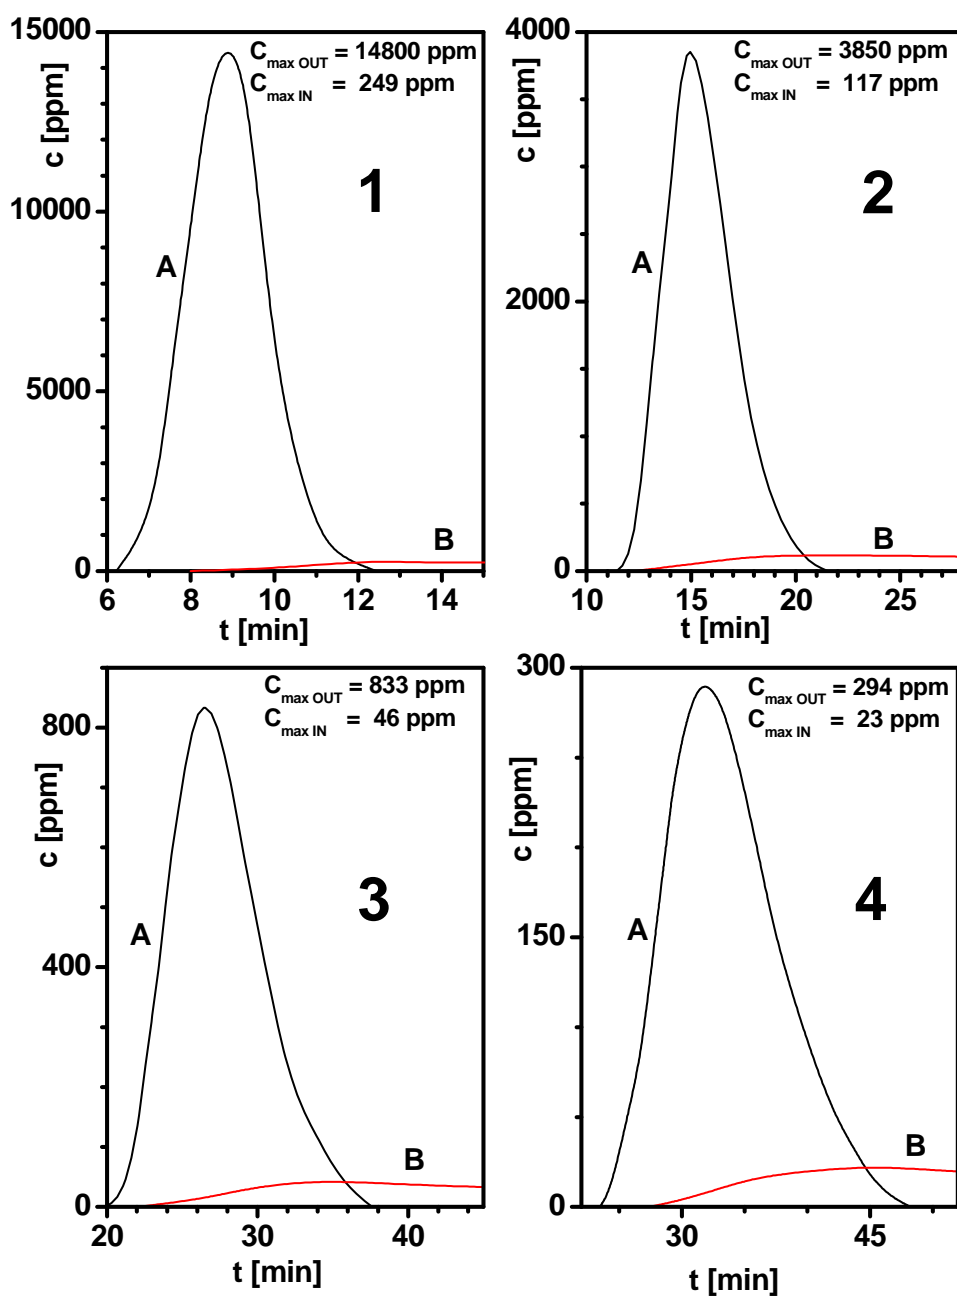 15000
10000
5000
0
c [ppm]
C max OUT = 14800 ppm
C max IN = 249 ppm
1
A
B
6 8 10 12 14
t [min]
4000
2000
0
c [ppm]
C max OUT = 3850 ppm
C max IN = 117 ppm
2
A
B
10 15 20 25
t [min]
800
400
0
c [ppm]
C max OUT = 833 ppm
C max IN = 46 ppm
3
A
B
20 30 40
t [min]
300
150
0
c [ppm]
C max OUT = 294 ppm
C max IN = 23 ppm
4
A
B
30 45
t [min]